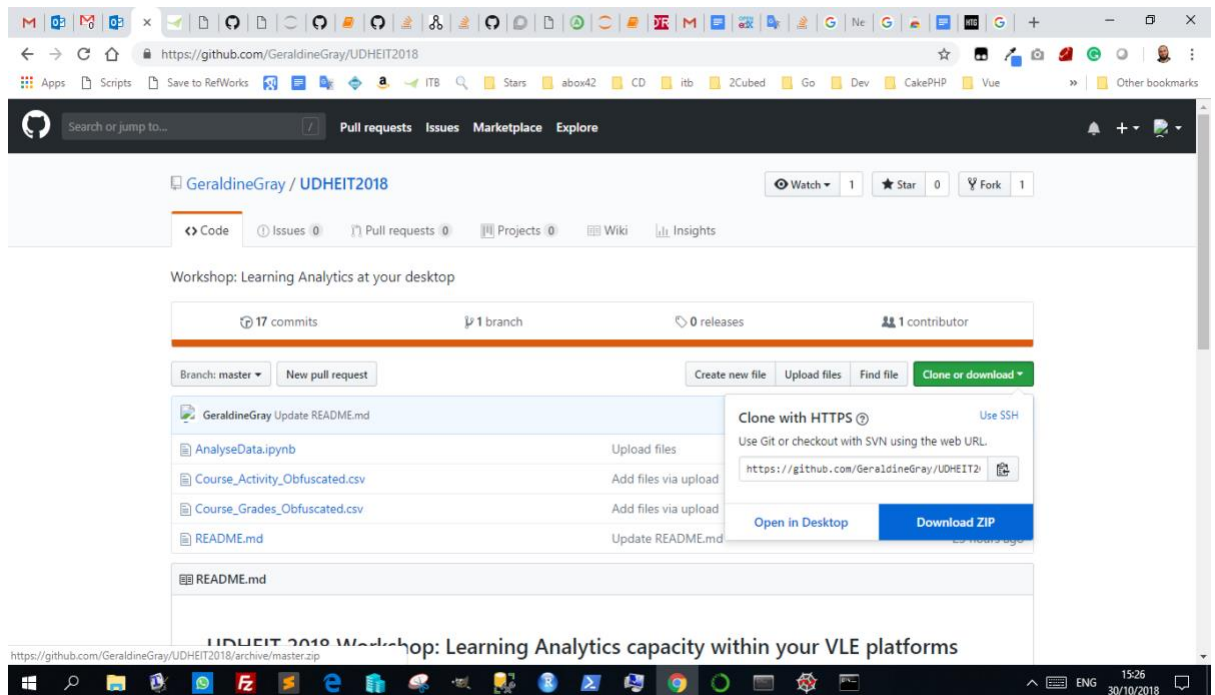 https://github.com/GeraldineGray/UDHEIT2018
Apps Scripts Save to RefWorks ITB Stars abox42 CD itb 2Cubed Go Dev CakePHP Vue » Other bookmarks
Search or jump to... / Pull requests Issues Marketplace Explore
GeraldineGray / UDHEIT2018 Watch 1 Star 0 Fork 1
Code Issues 0 Pull requests 0 Projects 0 Wiki Insights
Workshop: Learning Analytics at your desktop
17 commits 1 branch 0 releases 1 contributor
Branch: master New pull request Create new file Upload files Find file Clone or download
GeraldineGray Update README.md
Clone with HTTPS Use SSH
Use Git or checkout with SVN using the web URL.
https://github.com/GeraldineGray/UDHEIT2
Open in Desktop Download ZIP
AnalyseData.ipynb Upload files
Course_Activity_Obfuscated.csv Add files via upload
Course_Grades_Obfuscated.csv Add files via upload
README.md Update README.md
README.md
UDHEIT 2018 Workshop: Learning Analytics capacity within your VLE platforms
https://github.com/GeraldineGray/UDHEIT2018/archive/master.zip
ENG 15:26
30/10/2018